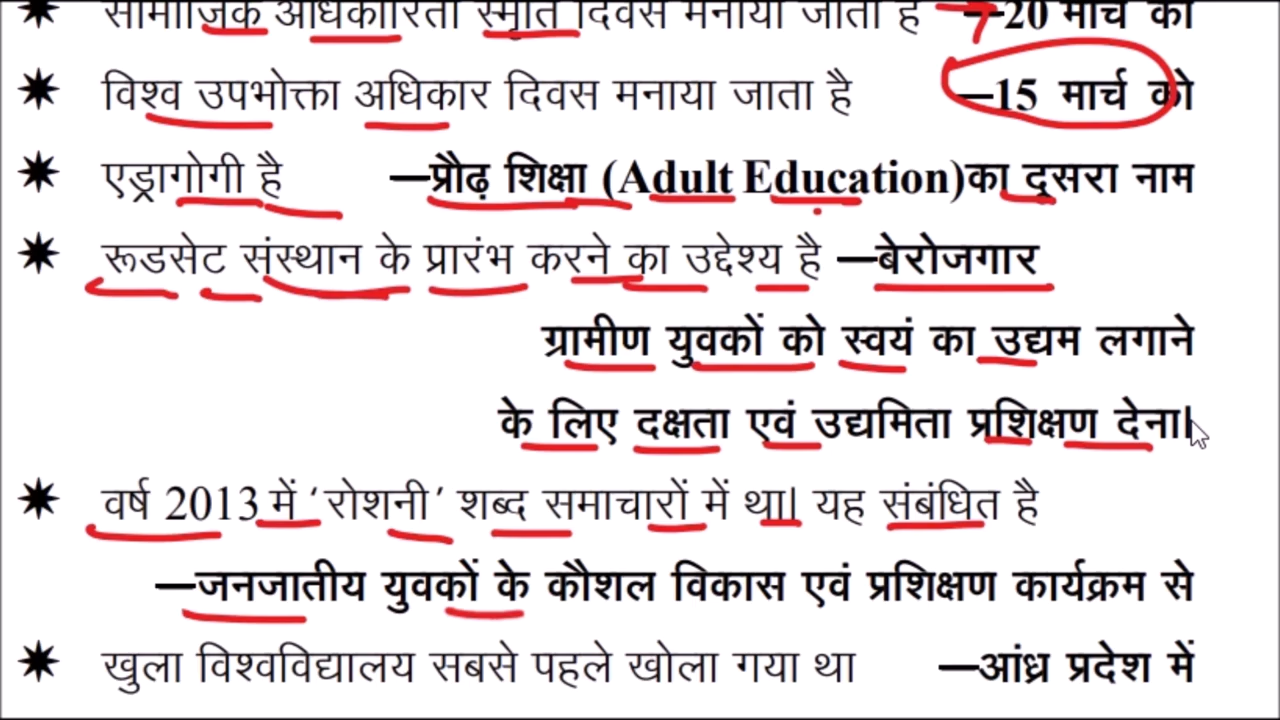 ✷ सामाजिक अधिकारिता स्मृति दिवस मनाया जाता है —20 मार्च को
✷ विश्व उपभोक्ता अधिकार दिवस मनाया जाता है —15 मार्च को
✷ एड्रागोगी है —प्रौढ़ शिक्षा (Adult Education)का दूसरा नाम
✷ रूडसेट संस्थान के प्रारंभ करने का उद्देश्य है —बेरोजगार
ग्रामीण युवकों को स्वयं का उद्यम लगाने
के लिए दक्षता एवं उद्यमिता प्रशिक्षण देना।
✷ वर्ष 2013 में ‘रोशनी’ शब्द समाचारों में था। यह संबंधित है
—जनजातीय युवकों के कौशल विकास एवं प्रशिक्षण कार्यक्रम से
✷ खुला विश्वविद्यालय सबसे पहले खोला गया था —आंध्र प्रदेश में